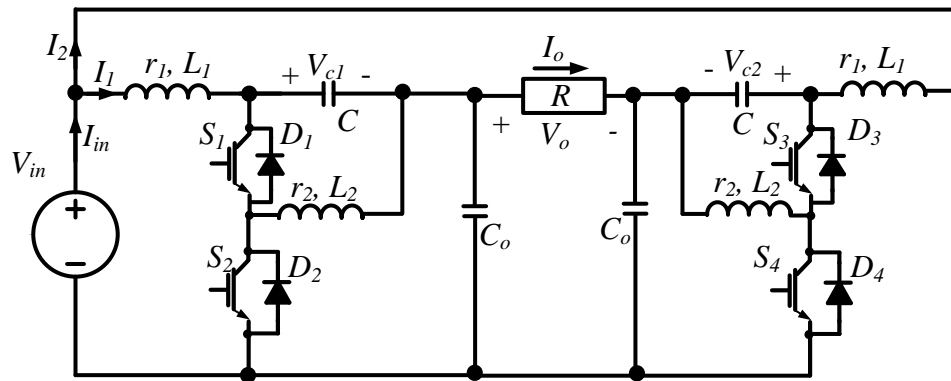 I2
I1
r1, L1
+ Vc1 -
C
Io
R
+ Vo -
- Vc2 +
C
r1, L1
Iin
S1
D1
S3
D3
Vin
+
-
r2, L2
Co
Co
r2, L2
S2
D2
S4
D4